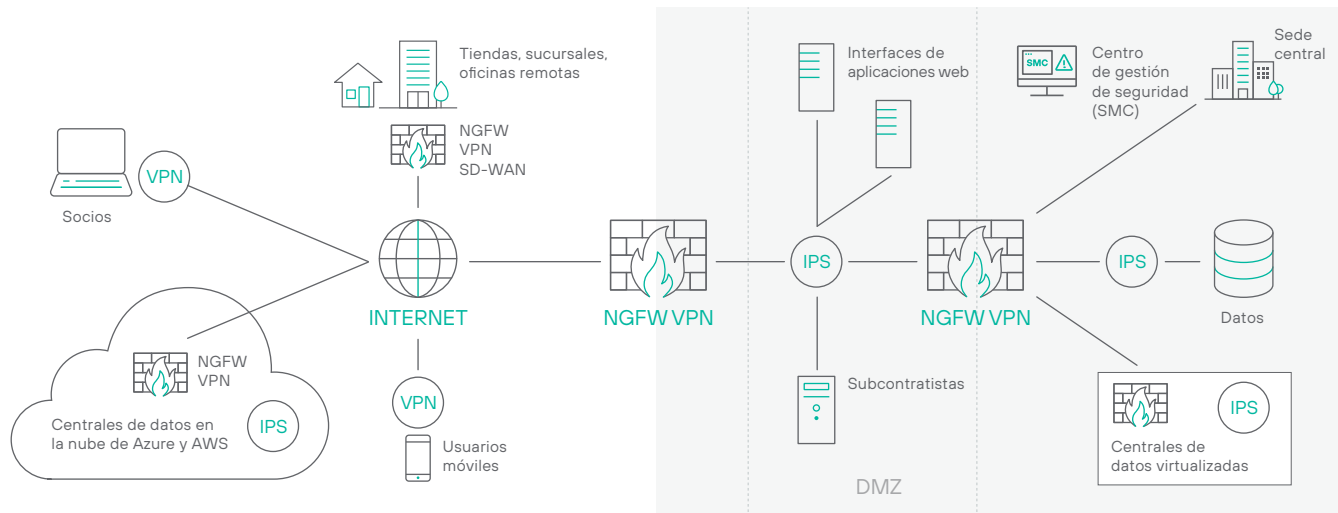 Tiendas, sucursales,
oficinas remotas
NGFW
VPN
SD-WAN
VPN
Socios
INTERNET
NGFW
VPN
Centrales de datos en
la nube de Azure y AWS
IPS
VPN
Usuarios
móviles
NGFW VPN
Interfaces de
aplicaciones web
IPS
Subcontratistas
DMZ
NGFW VPN
SMC
Centro
de gestión
de seguridad
(SMC)
Sede
central
IPS
Datos
IPS
Centrales de
datos virtualizadas